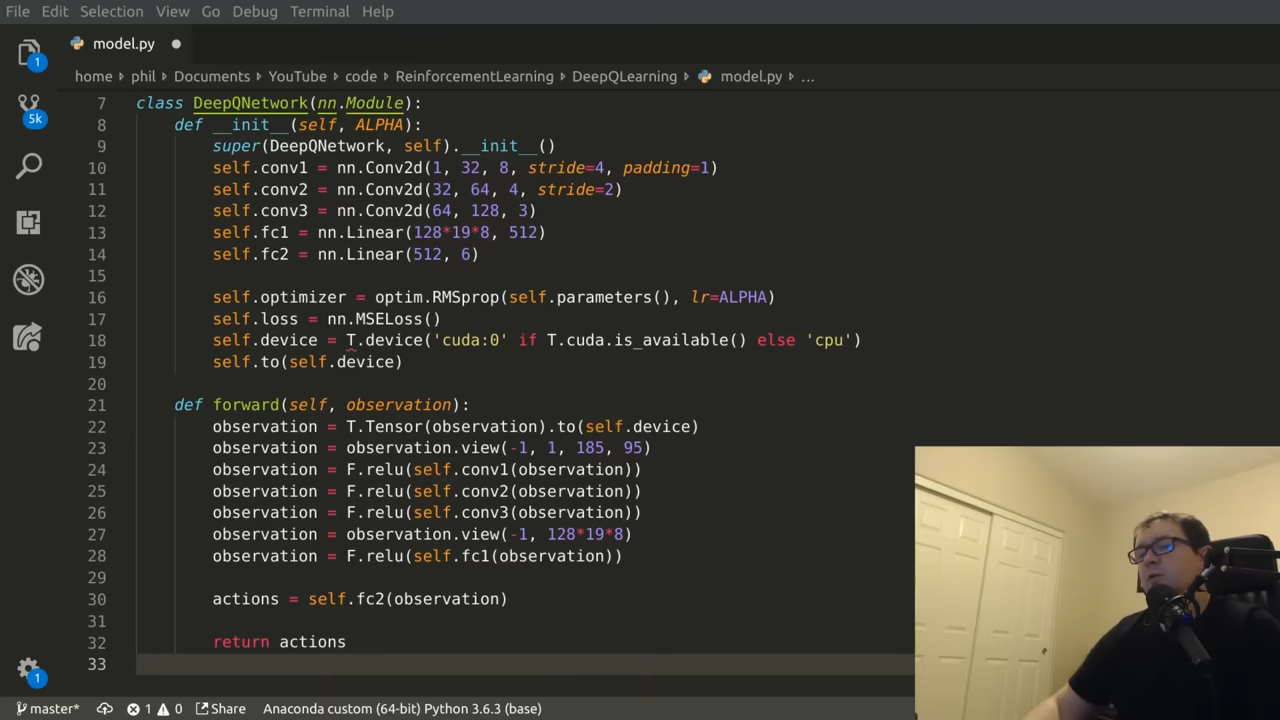 File Edit Selection View Go Debug Terminal Help
model.py
home phil Documents YouTube code ReinforcementLearning DeepQLearning model.py ...
7 class DeepQNetwork(nn.Module):
8 def __init__(self, ALPHA):
9 super(DeepQNetwork, self).__init__()
10 self.conv1 = nn.Conv2d(1, 32, 8, stride=4, padding=1)
11 self.conv2 = nn.Conv2d(32, 64, 4, stride=2)
12 self.conv3 = nn.Conv2d(64, 128, 3)
13 self.fc1 = nn.Linear(128*19*8, 512)
14 self.fc2 = nn.Linear(512, 6)
15
16 self.optimizer = optim.RMSprop(self.parameters(), lr=ALPHA)
17 self.loss = nn.MSELoss()
18 self.device = T.device('cuda:0' if T.cuda.is_available() else 'cpu')
19 self.to(self.device)
20
21 def forward(self, observation):
22 observation = T.Tensor(observation).to(self.device)
23 observation = observation.view(-1, 1, 185, 95)
24 observation = F.relu(self.conv1(observation))
25 observation = F.relu(self.conv2(observation))
26 observation = F.relu(self.conv3(observation))
27 observation = observation.view(-1, 128*19*8)
28 observation = F.relu(self.fc1(observation))
29
30 actions = self.fc2(observation)
31
32 return actions
33
1
5k
1
master* 1 0 Share Anaconda custom (64-bit) Python 3.6.3 (base)